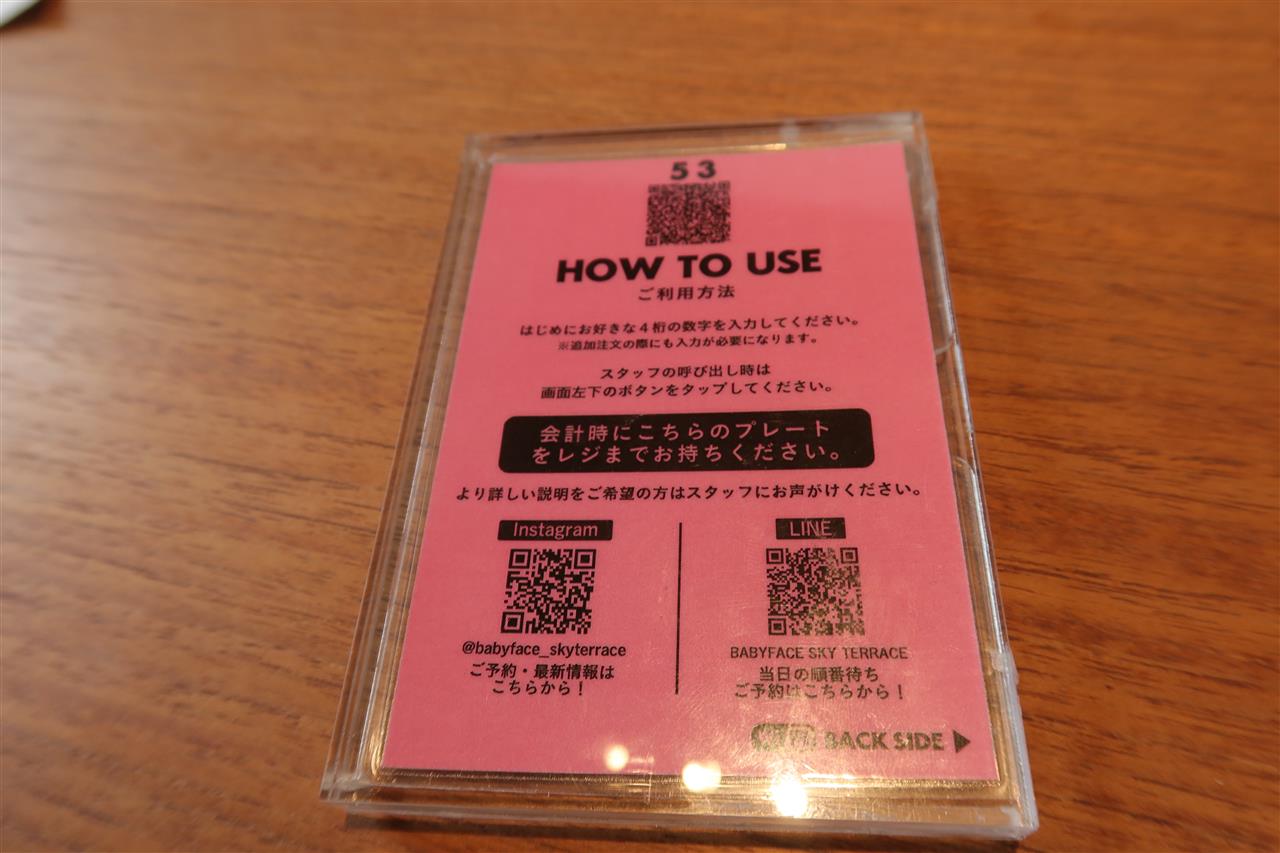 53
HOW TO USE
ご利用方法
はじめにお好きな4桁の数字を入力してください。
※追加注文の際にも入力が必要になります。
スタッフの呼び出し時は
画面左下のボタンをタップしてください。
会計時にこちらのプレート
をレジまでお持ちください。
より詳しい説明をご希望の方はスタッフにお声がけください。
Instagram
@babyface_skyterrace
ご予約・最新情報は
こちらから！
LINE
BABYFACE SKY TERRACE
当日の順番待ち
ご予約はこちらから！
BACK SIDE ▶